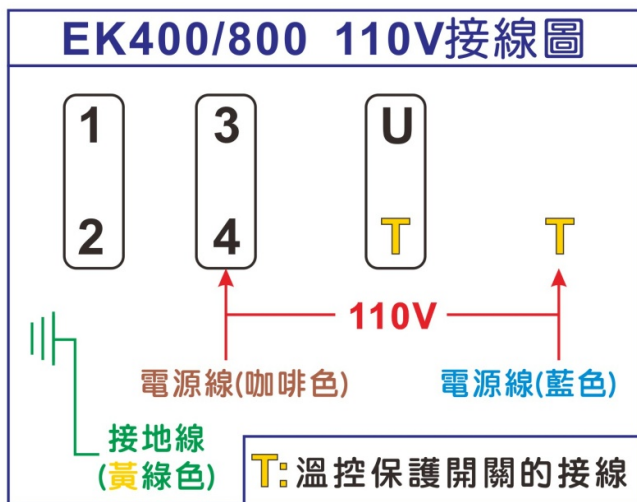 EK400/800 110V接線圖
1 3 U
2 4 T T
110V
電源線(咖啡色) 電源線(藍色)
接地線
(黃綠色)
T:溫控保護開關的接線